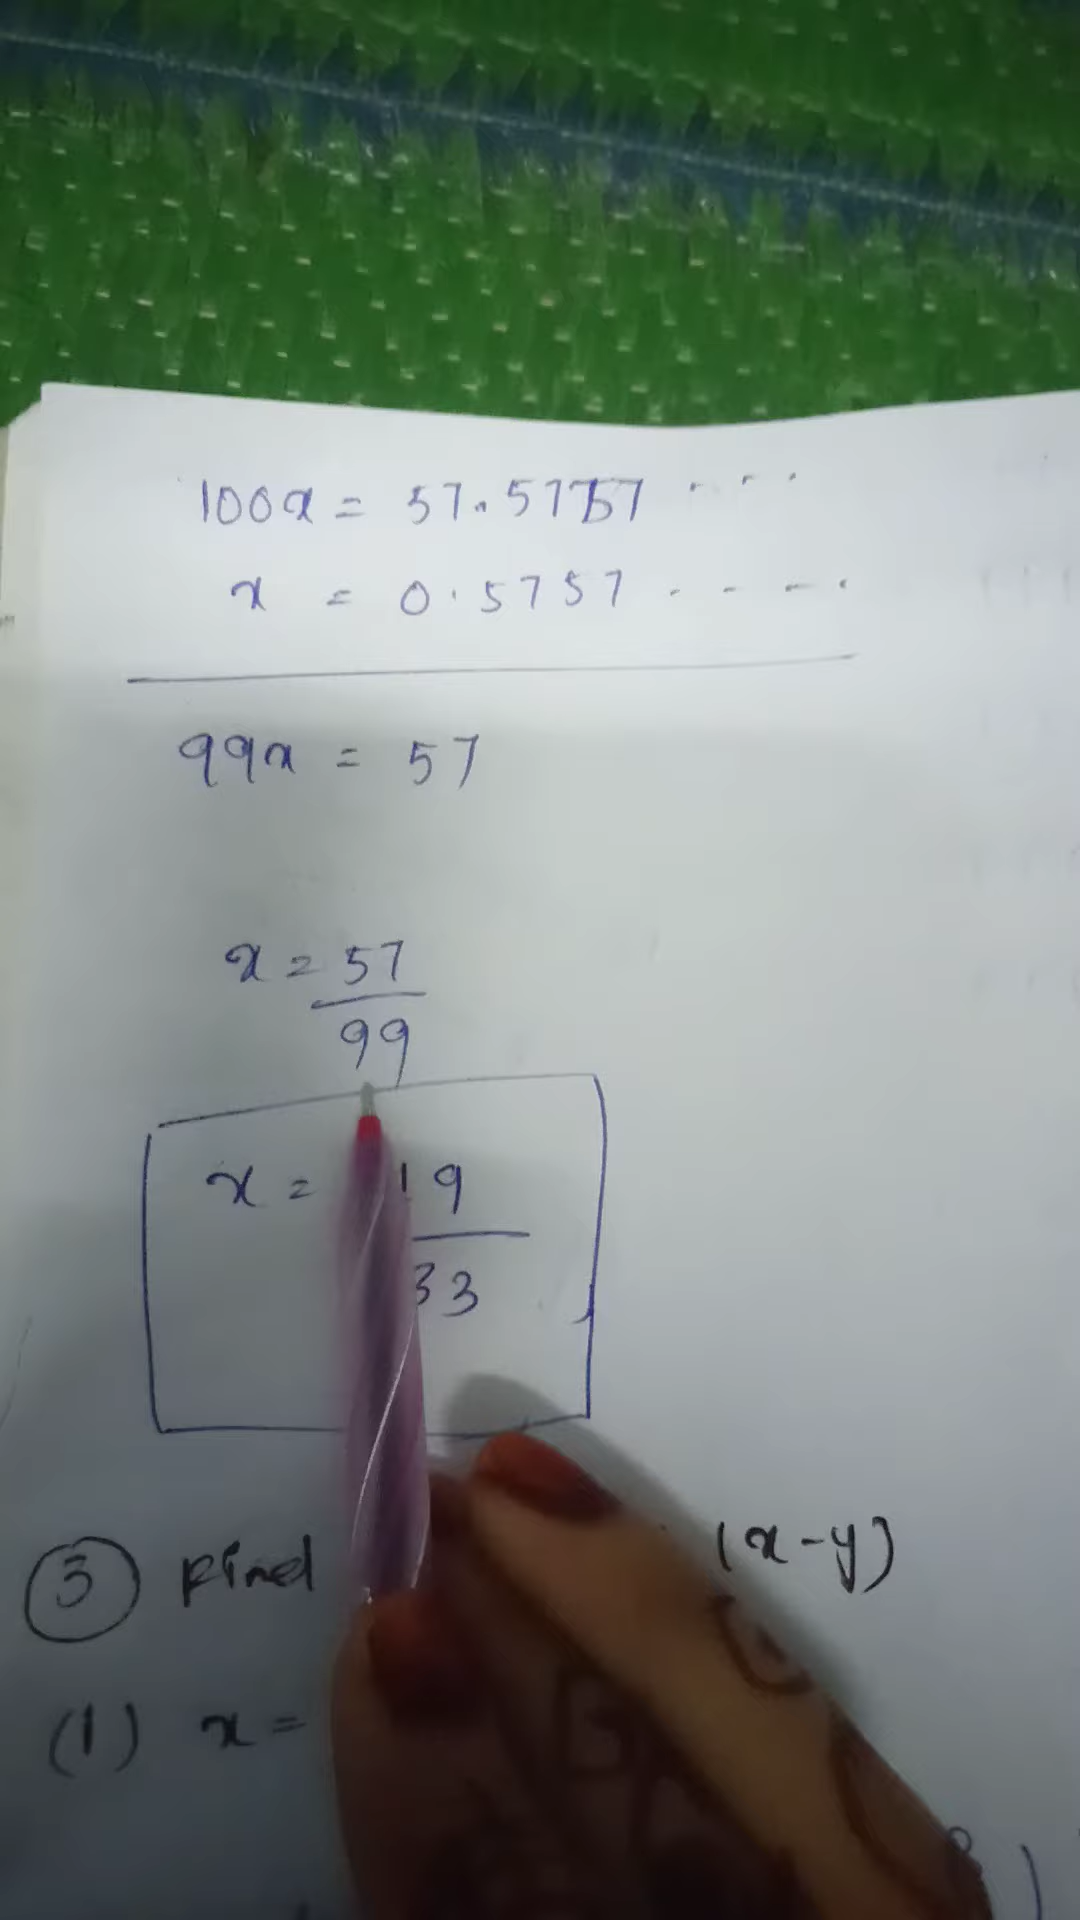 100x = 57.5757 ...
x = 0.5757 ....
99x = 57
x = 57
99
x = 19
33
3 Find (x-y)
(1) x =